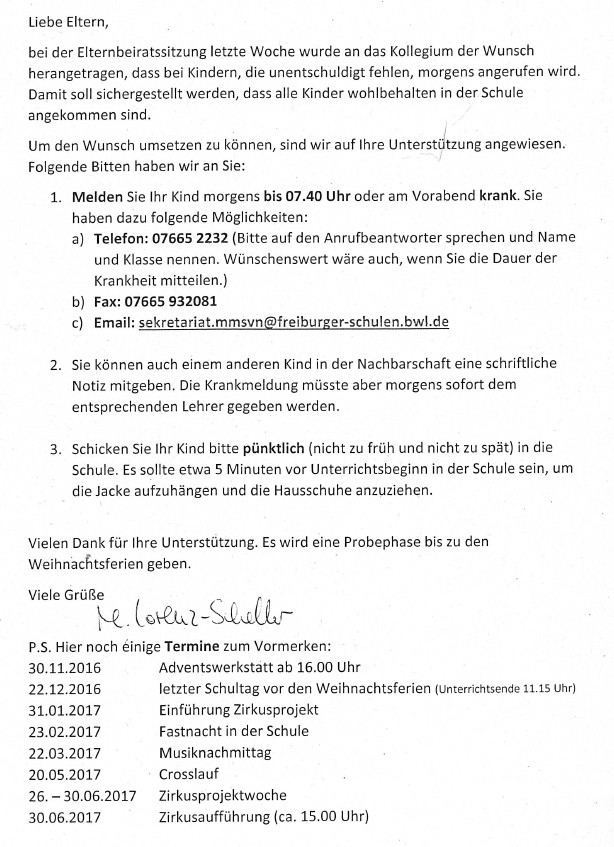 Liebe Eltern,
bei der Elternbeiratssitzung letzte Woche wurde an das Kollegium der Wunsch
herangetragen, dass bei Kindern, die unentschuldigt fehlen, morgens angerufen wird.
Damit soll sichergestellt werden, dass alle Kinder wohlbehalten in der Schule
angekommen sind.
Um den Wunsch umsetzen zu können, sind wir auf Ihre Unterstützung angewiesen.
Folgende Bitten haben wir an Sie:
1. Melden Sie Ihr Kind morgens bis 07.40 Uhr oder am Vorabend krank. Sie
haben dazu folgende Möglichkeiten:
a) Telefon: 07665 2232 (Bitte auf den Anrufbeantworter sprechen und Name
und Klasse nennen. Wünschenswert wäre auch, wenn Sie die Dauer der
Krankheit mitteilen.)
b) Fax: 07665 932081
c) Email: sekretariat.mmsvn@freiburger-schulen.bwl.de
2. Sie können auch einem anderen Kind in der Nachbarschaft eine schriftliche
Notiz mitgeben. Die Krankmeldung müsste aber morgens sofort dem
entsprechenden Lehrer gegeben werden.
3. Schicken Sie Ihr Kind bitte pünktlich (nicht zu früh und nicht zu spät) in die
Schule. Es sollte etwa 5 Minuten vor Unterrichtsbeginn in der Schule sein, um
die Jacke aufzuhängen und die Hausschuhe anzuziehen.
Vielen Dank für Ihre Unterstützung. Es wird eine Probephase bis zu den
Weihnachtsferien geben.
Viele Grüße
M. Lorenz-Scheller
P.S. Hier noch einige Termine zum Vormerken:
30.11.2016 Adventswerkstatt ab 16.00 Uhr
22.12.2016 letzter Schultag vor den Weihnachtsferien (Unterrichtsende 11.15 Uhr)
31.01.2017 Einführung Zirkusprojekt
23.02.2017 Fastnacht in der Schule
22.03.2017 Musiknachmittag
20.05.2017 Crosslauf
26. – 30.06.2017 Zirkusprojektwoche
30.06.2017 Zirkusaufführung (ca. 15.00 Uhr)